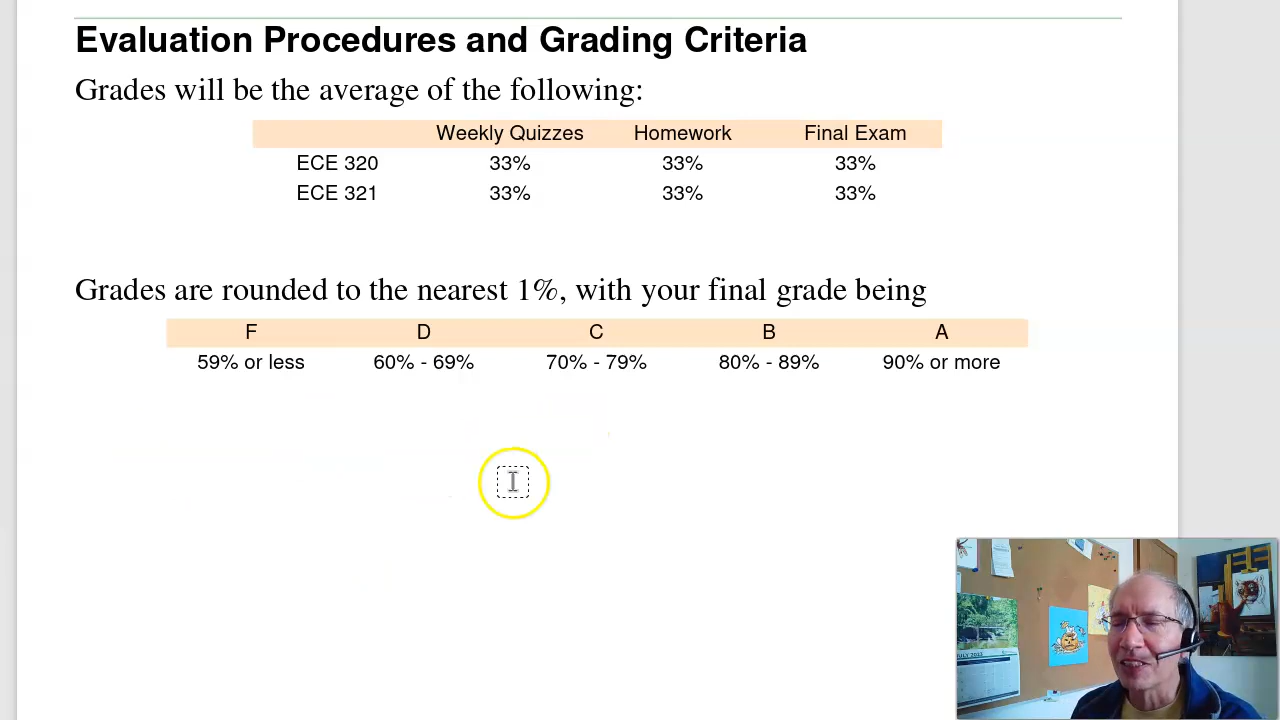 Evaluation Procedures and Grading Criteria
Grades will be the average of the following:
Weekly Quizzes Homework Final Exam
ECE 320 33% 33% 33%
ECE 321 33% 33% 33%
Grades are rounded to the nearest 1%, with your final grade being
F D C B A
59% or less 60% - 69% 70% - 79% 80% - 89% 90% or more
JULY 2023